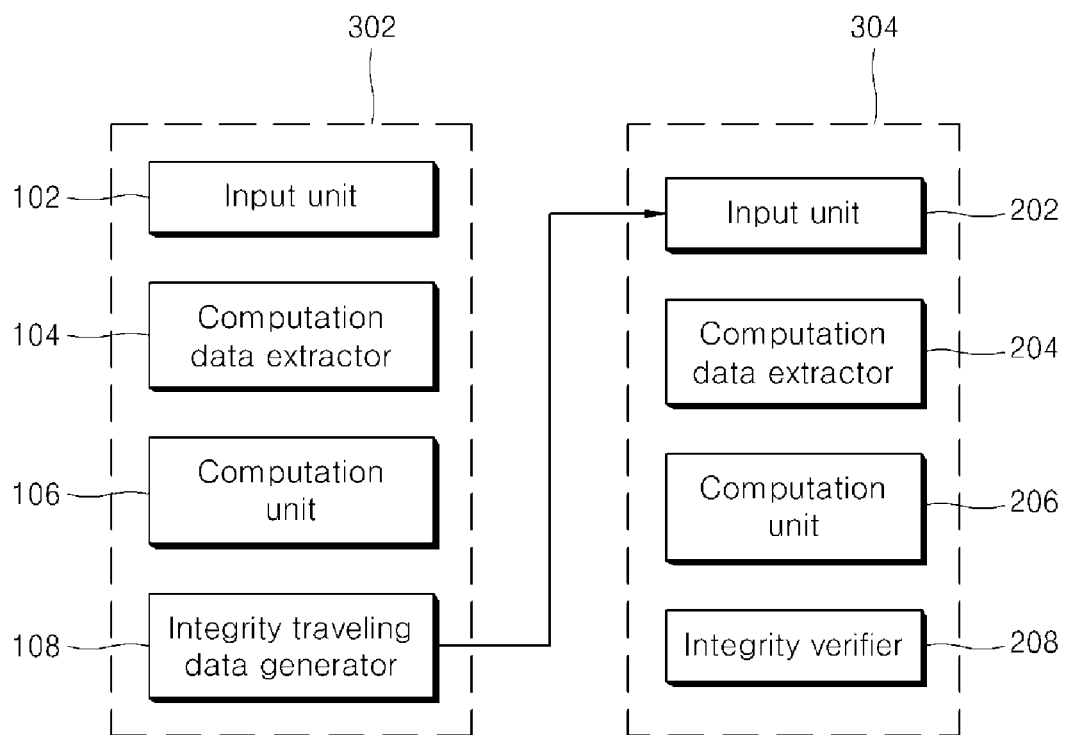 302
304
102
Input unit
Input unit
202
104
Computation
data extractor
Computation
data extractor
204
106
Computation
unit
Computation
unit
206
108
Integrity traveling
data generator
Integrity verifier
208